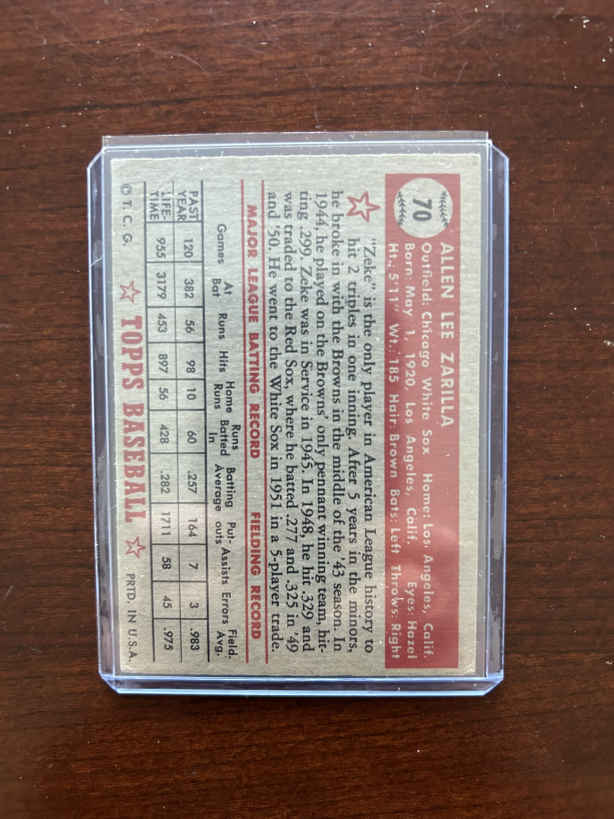 70
ALLEN LEE ZARILLA
Outfield: Chicago White Sox Home: Los Angeles, Calif.
Born: May 1, 1920, Los Angeles, Calif. Eyes: Hazel
Ht.: 5'11" Wt.: 185 Hair Brown Bats: Left Throws: Right
"Zeke" is the only player in American League history to
hit 2 triples in one inning. After 5 years in the minors,
he broke in with the Browns in the middle of the '43 season. In
1944, he played on the Browns' only pennant winning team, hit-
ting .299. Zeke was in Service in 1945. In 1948, he hit .329 and
was traded to the Red Sox, where he batted .277 and .325 in '49
and '50. He went to the White Sox in 1951 in a 5-player trade.
MAJOR LEAGUE BATTING RECORD FIELDING RECORD
Games At Bat Runs Hits Home Runs Runs Batted In Batting Average Put-outs Assists Errors Field. Avg.
PAST YEAR 120 382 56 98 10 60 .257 164 7 3 .983
LIFE-TIME 955 3179 453 897 56 428 .282 1711 58 45 .975
© T. C. G. TOPPS BASEBALL PRTD. IN U.S.A.